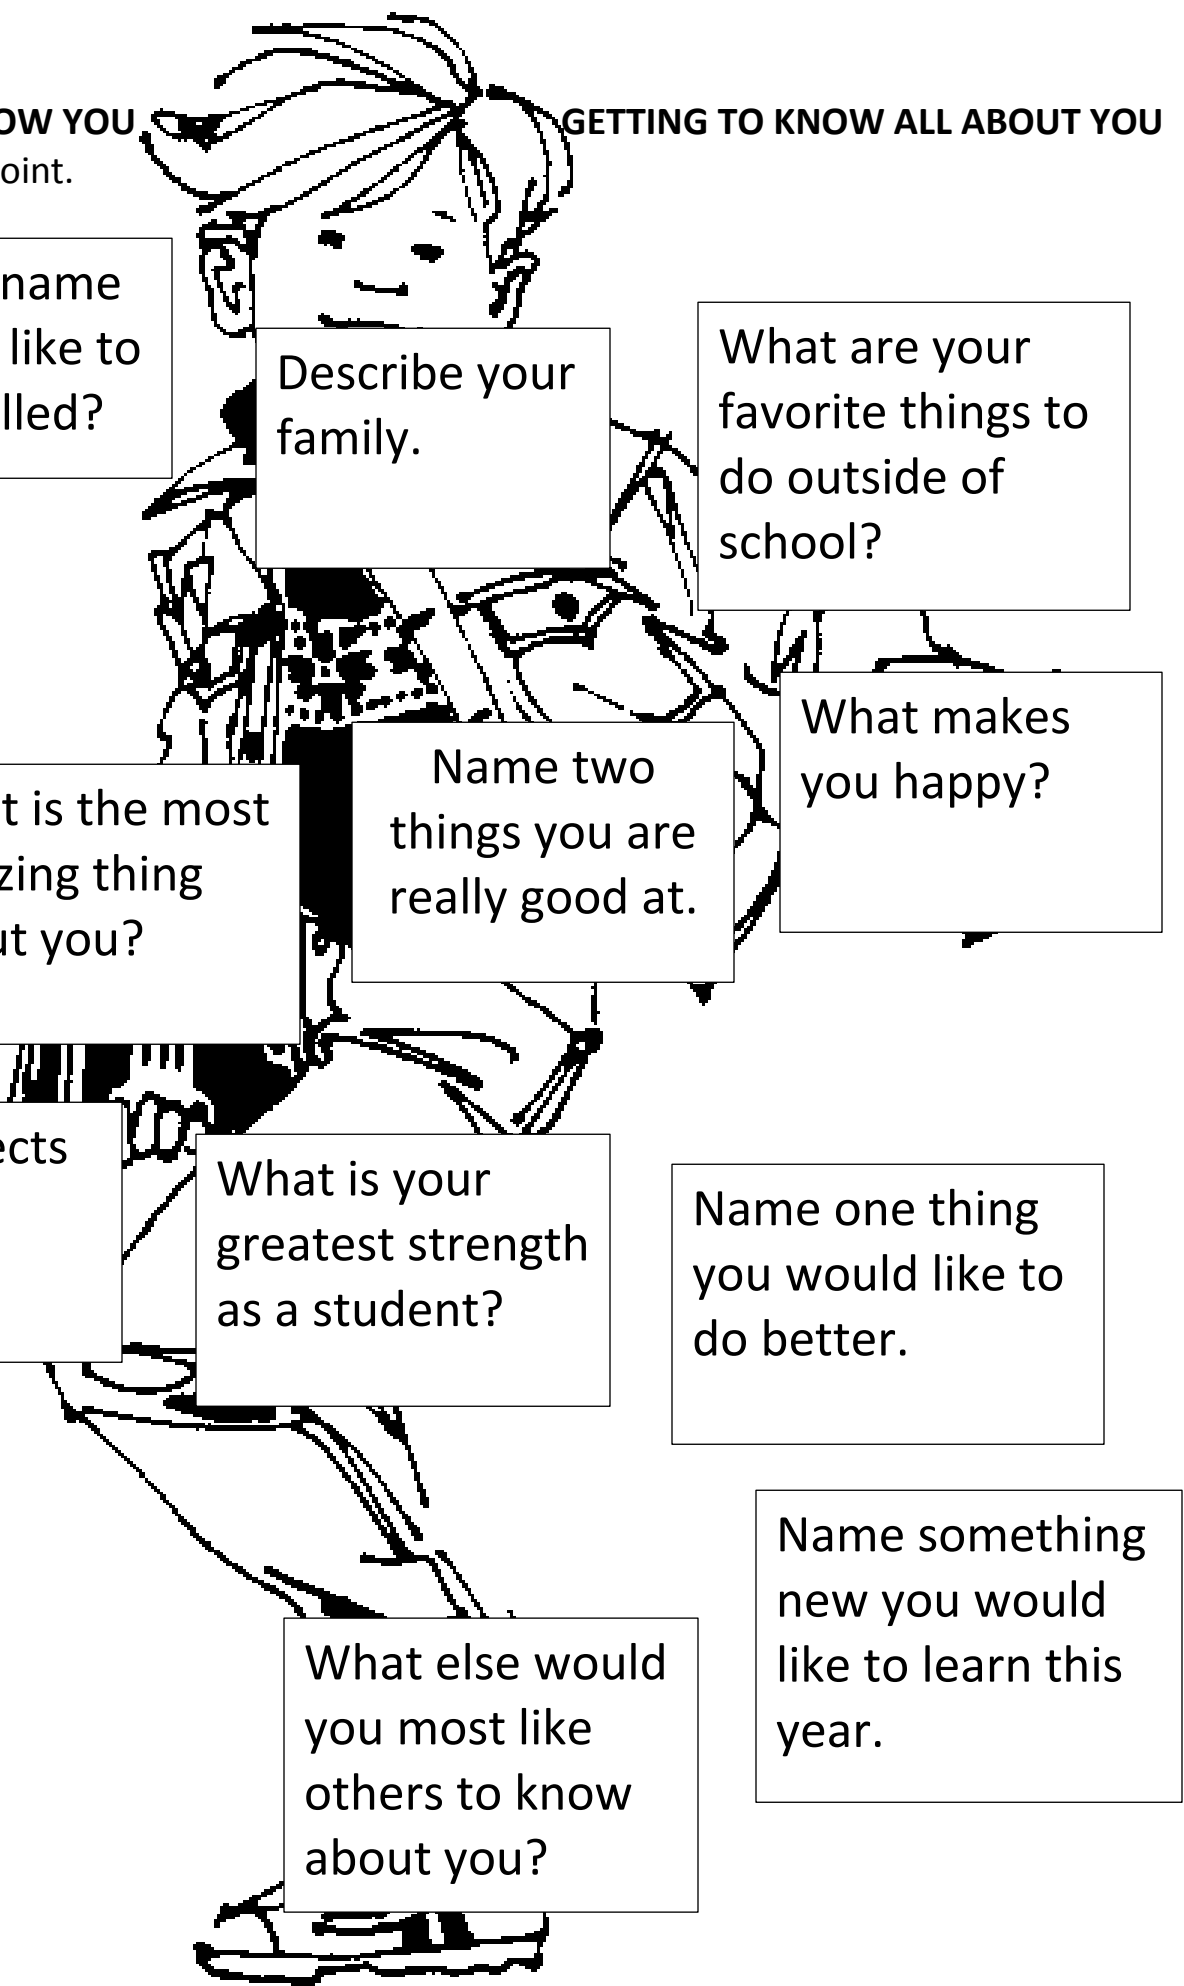 OW YOU
GETTING TO KNOW ALL ABOUT YOU
oint.
name
like to
lled?
Describe your
family.
What are your
favorite things to
do outside of
school?
What makes
you happy?
t is the most
zing thing
ut you?
Name two
things you are
really good at.
ects
What is your
greatest strength
as a student?
Name one thing
you would like to
do better.
Name something
new you would
like to learn this
year.
What else would
you most like
others to know
about you?